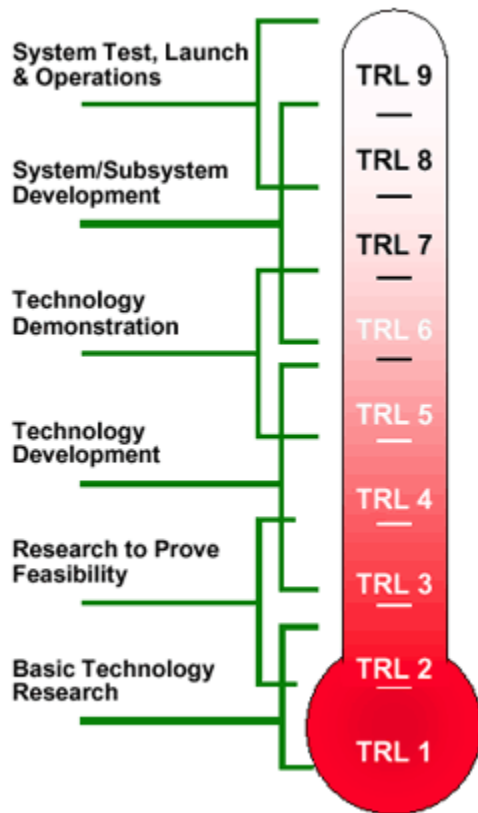 System Test, Launch
& Operations
System/Subsystem
Development
Technology
Demonstration
Technology
Development
Research to Prove
Feasibility
Basic Technology
Research
TRL 9
TRL 8
TRL 7
TRL 6
TRL 5
TRL 4
TRL 3
TRL 2
TRL 1